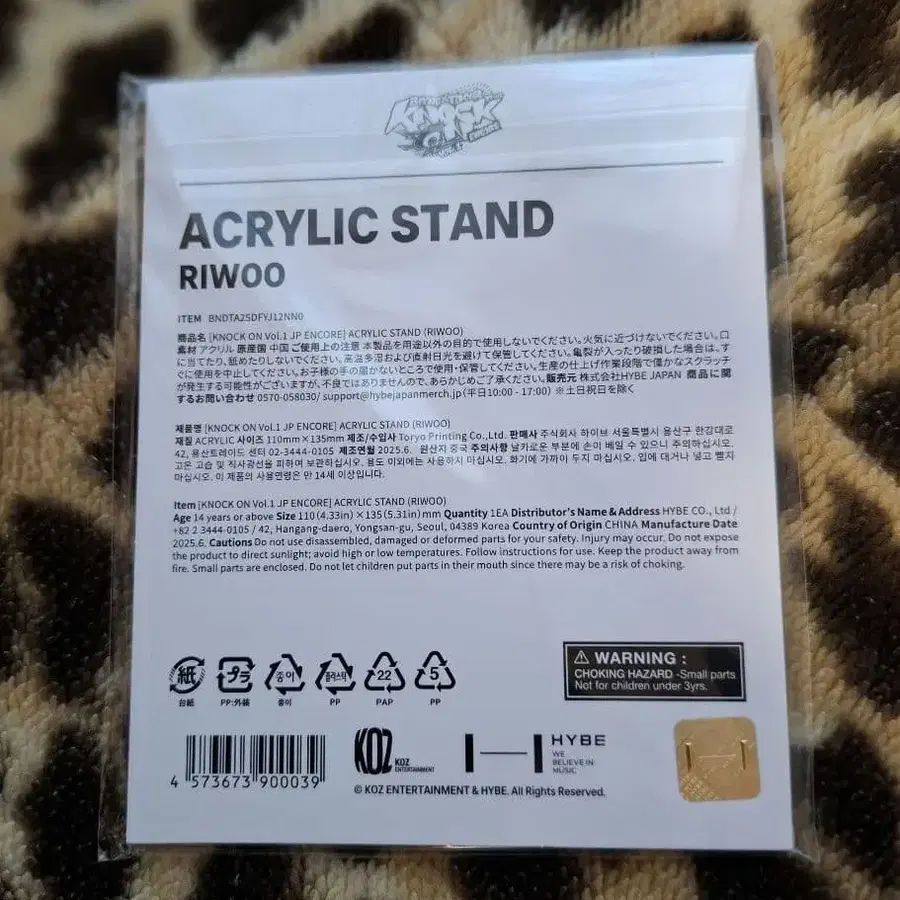 ACRYLIC STAND
RIWOO
ITEM BNDTA25DFYJ12NN0
商品名 [KNOCK ON Vol.1 JP ENCORE] ACRYLIC STAND (RIWOO)
素材 アクリル 原産国 中国 ご使用上の注意 本製品を用途以外の目的で使用しないでください。火気に近づけないでください。口
に当てたり、舐めたりしないでください。高温多湿および直射日光を避けて保管してください。亀裂が入ったり破損した場合は、す
ぐに使用を中止してください。お子様の手の届かないところで使用・保管してください。生産の仕上げ作業段階で僅かなスクラッチ
が発生する可能性がございますが、不良ではありませんので、あらかじめご了承ください。販売元 株式会社HYBE JAPAN 商品に関
するお問い合わせ 0570-058030/ support@hybejapanmerch.jp(平日10:00 - 17:00) ※土日祝日を除く
제품명 [KNOCK ON Vol.1 JP ENCORE] ACRYLIC STAND (RIWOO)
재질 ACRYLIC 사이즈 110mm×135mm 제조/수입사 Toryo Printing Co.,Ltd. 판매사 주식회사 하이브 서울특별시 용산구 한강대로
42, 용산트레이드 센터 02-3444-0105 제조연월 2025.6. 원산지 중국 주의사항 날카로운 부분에 손이 베일 수 있으니 주의하십시오.
고온 고습 및 직사광선을 피하여 보관하십시오. 용도 이외에는 사용하지 마십시오. 화기에 가까이 두지 마십시오. 입에 대거나 넣고 빨지
마십시오. 이 제품의 사용연령은 만 14세 이상입니다.
Item [KNOCK ON Vol.1 JP ENCORE] ACRYLIC STAND (RIWOO)
Age 14 years or above Size 110 (4.33in) × 135 (5.31in) mm Quantity 1EA Distributor's Name & Address HYBE CO., Ltd /
+82 2 3444-0105 / 42, Hangang-daero, Yongsan-gu, Seoul, 04389 Korea Country of Origin CHINA Manufacture Date
2025.6. Cautions Do not use disassembled, damaged or deformed parts for your safety. Injury may occur. Do not expose
the product to direct sunlight; avoid high or low temperatures. Follow instructions for use. Keep the product away from
fire. Small parts are enclosed. Do not let children put parts in their mouth since there may be a risk of choking.
紙 プラ 종이 플라스틱 22 5
台紙 PP:外装 종이 PP PAP PP
⚠ WARNING :
CHOKING HAZARD -Small parts
Not for children under 3yrs.
4 573673 900039
KOZ KOZ ENTERTAINMENT
HYBE
WE
BELIEVE IN
MUSIC
© KOZ ENTERTAINMENT & HYBE. All Rights Reserved.